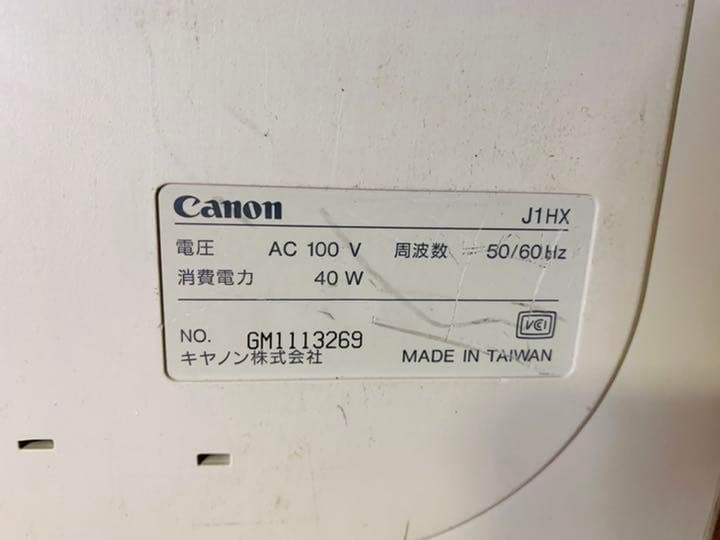 Canon J1HX
電圧 AC 100 V 周波数 50/60Hz
消費電力 40 W
VCI
NO. GM1113269
キヤノン株式会社 MADE IN TAIWAN